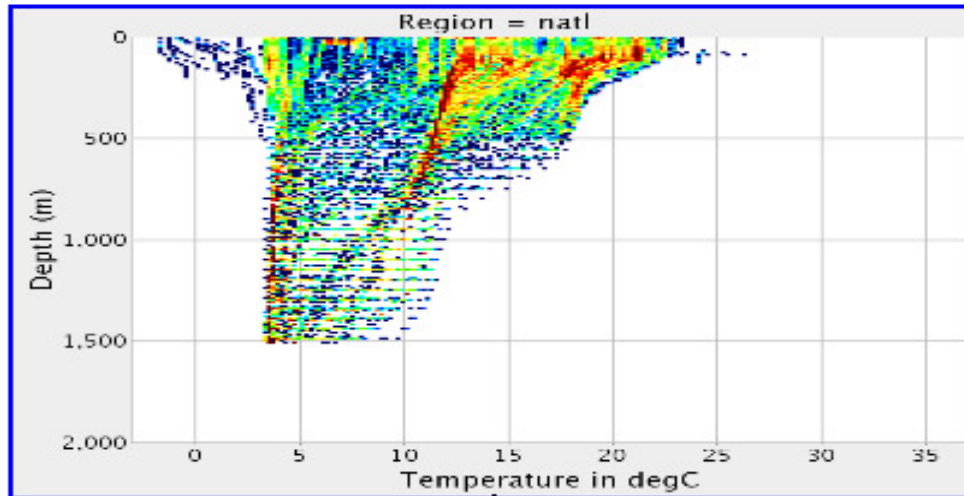 Region = natl
0
500
1,000
1,500
2,000
Depth (m)
0 5 10 15 20 25 30 35
Temperature in degC